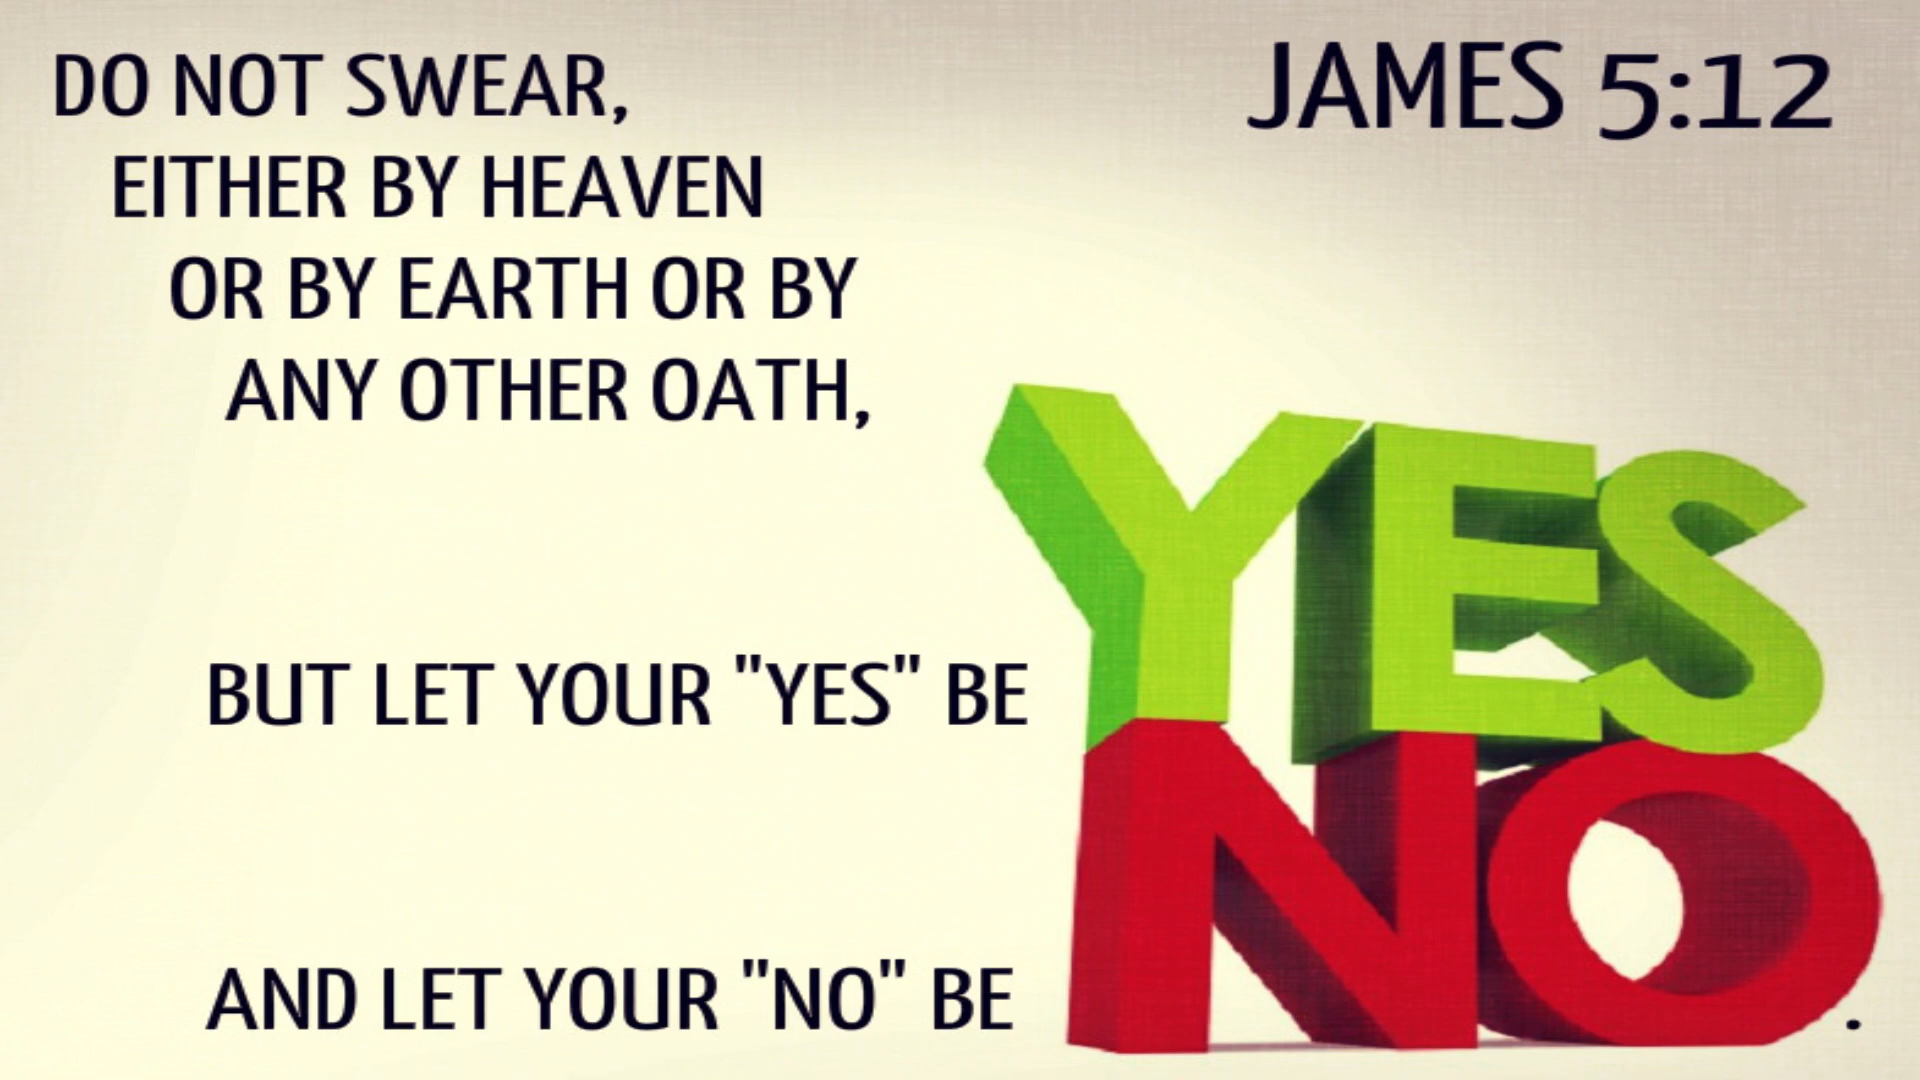 DO NOT SWEAR,
JAMES 5:12
EITHER BY HEAVEN
OR BY EARTH OR BY
ANY OTHER OATH,
BUT LET YOUR "YES" BE YES
AND LET YOUR "NO" BE NO.